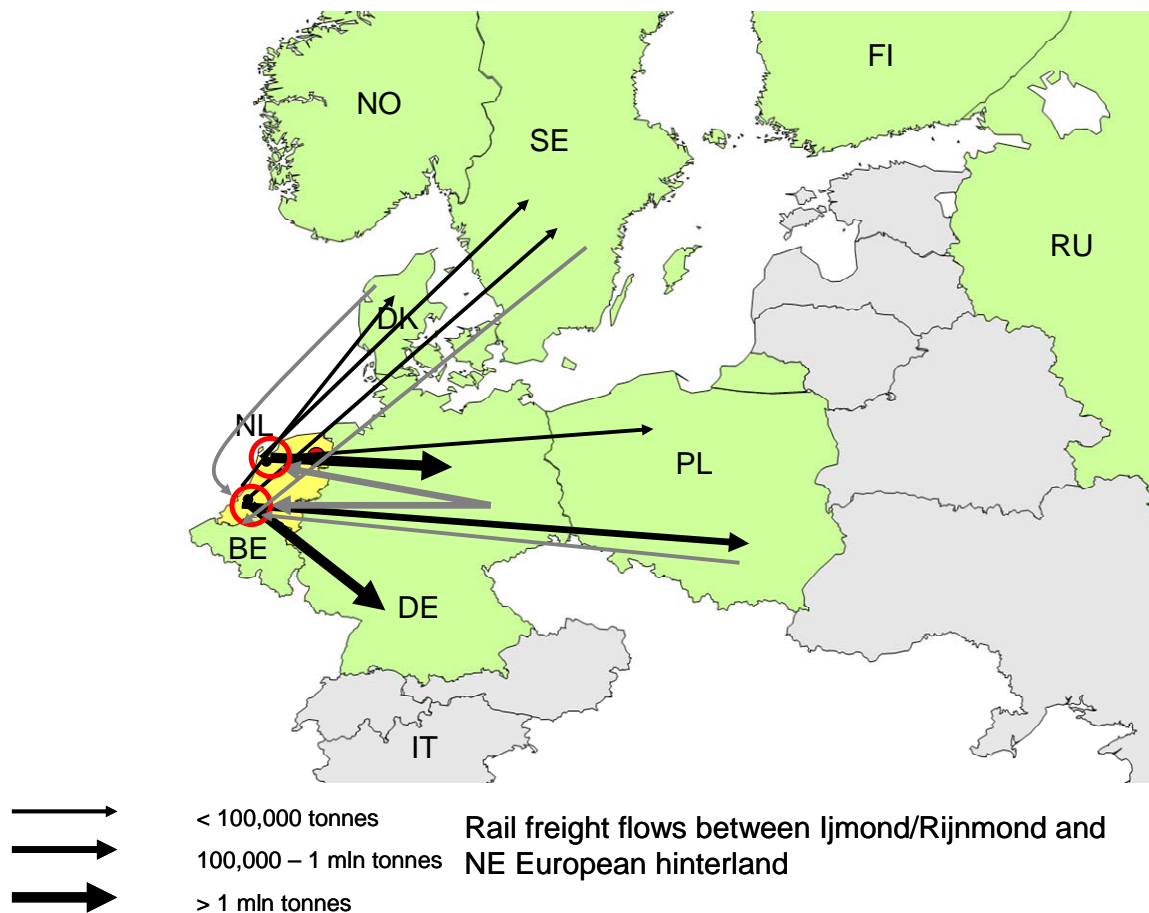 FI
NO
SE
RU
DK
NL
PL
BE
DE
IT
< 100,000 tonnes
100,000 – 1 mln tonnes
> 1 mln tonnes
Rail freight flows between Ijmond/Rijnmond and
NE European hinterland